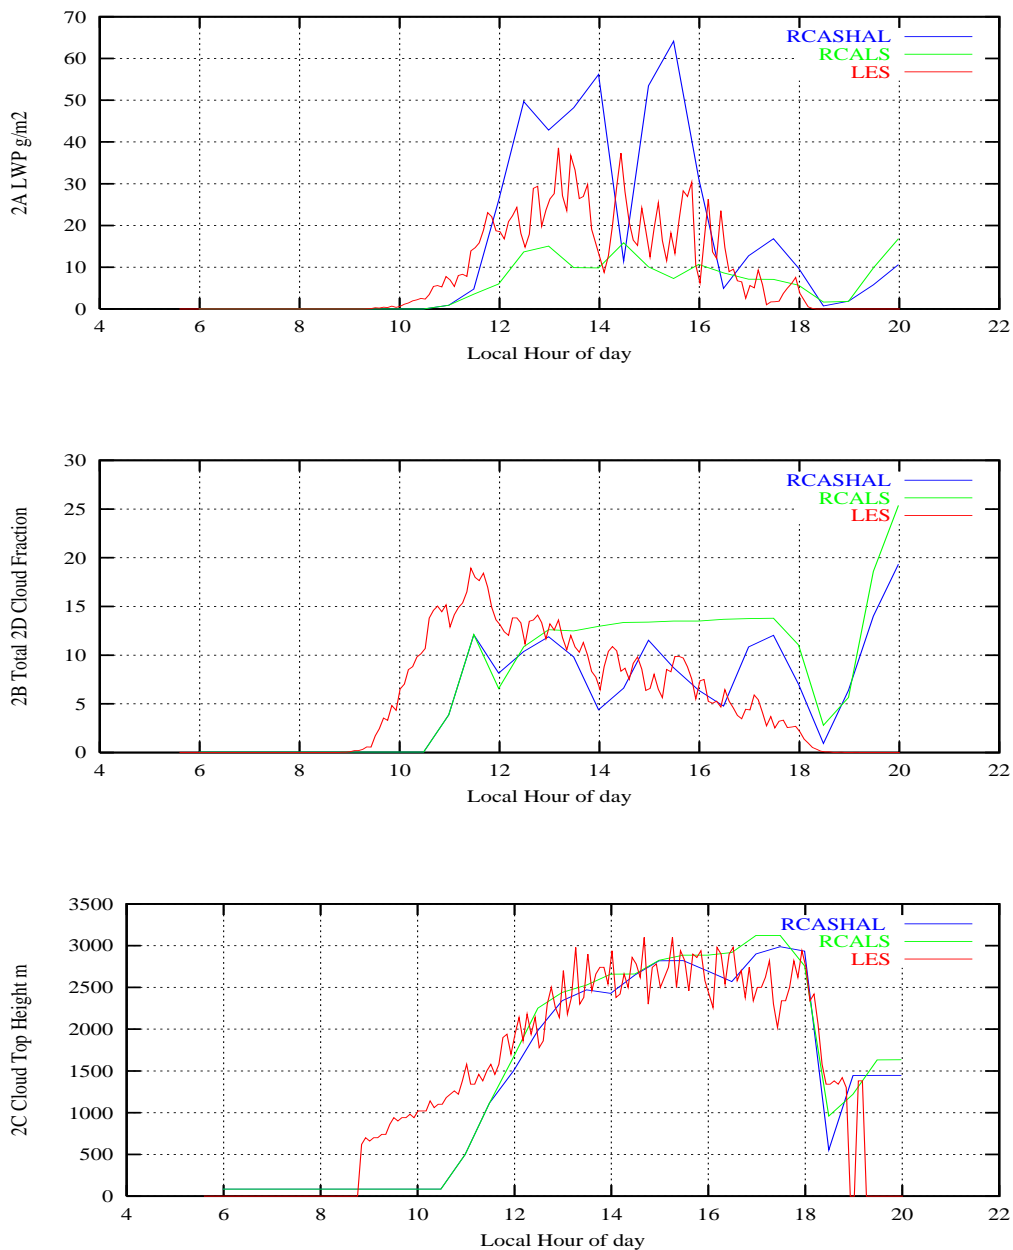 70
60
50
40
30
20
10
0
2A LWP g/m2
RCASHAL
RCALS
LES
4 6 8 10 12 14 16 18 20 22
Local Hour of day
30
25
20
15
10
5
0
2B Total 2D Cloud Fraction
RCASHAL
RCALS
LES
4 6 8 10 12 14 16 18 20 22
Local Hour of day
3500
3000
2500
2000
1500
1000
500
0
2C Cloud Top Height m
RCASHAL
RCALS
LES
4 6 8 10 12 14 16 18 20 22
Local Hour of day